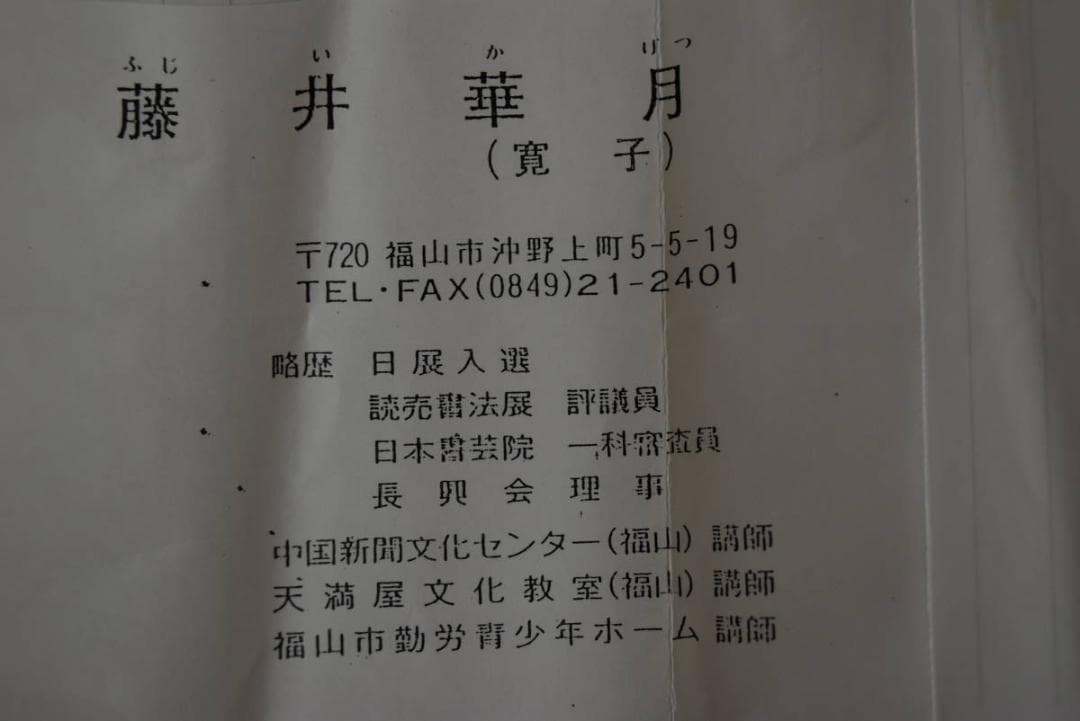 ふじ い か げつ
藤井華月
(寛子)
〒720 福山市沖野上町5-5-19
TEL・FAX(0849)21-2401
略歴 日展入選
読売書法展 評議員
日本書芸院 一科審査員
長興会理事
中国新聞文化センター(福山) 講師
天満屋文化教室(福山) 講師
福山市勤労青少年ホーム 講師